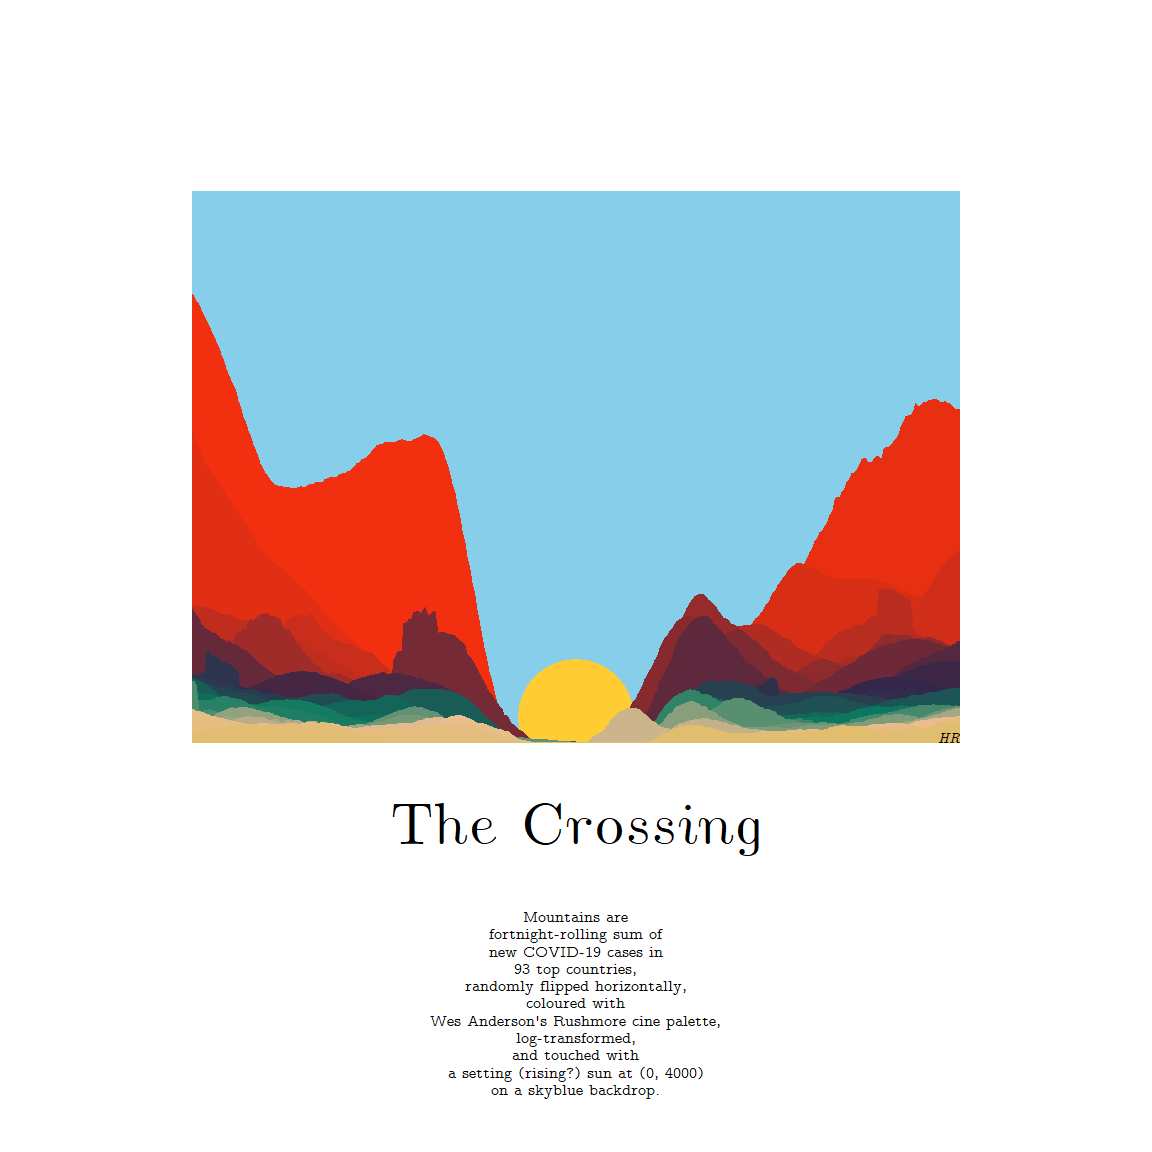 HR
The Crossing
Mountains are
fortnight-rolling sum of
new COVID-19 cases in
93 top countries,
randomly flipped horizontally,
coloured with
Wes Anderson's Rushmore cine palette,
log-transformed,
and touched with
a setting (rising?) sun at (0, 4000)
on a skyblue backdrop.